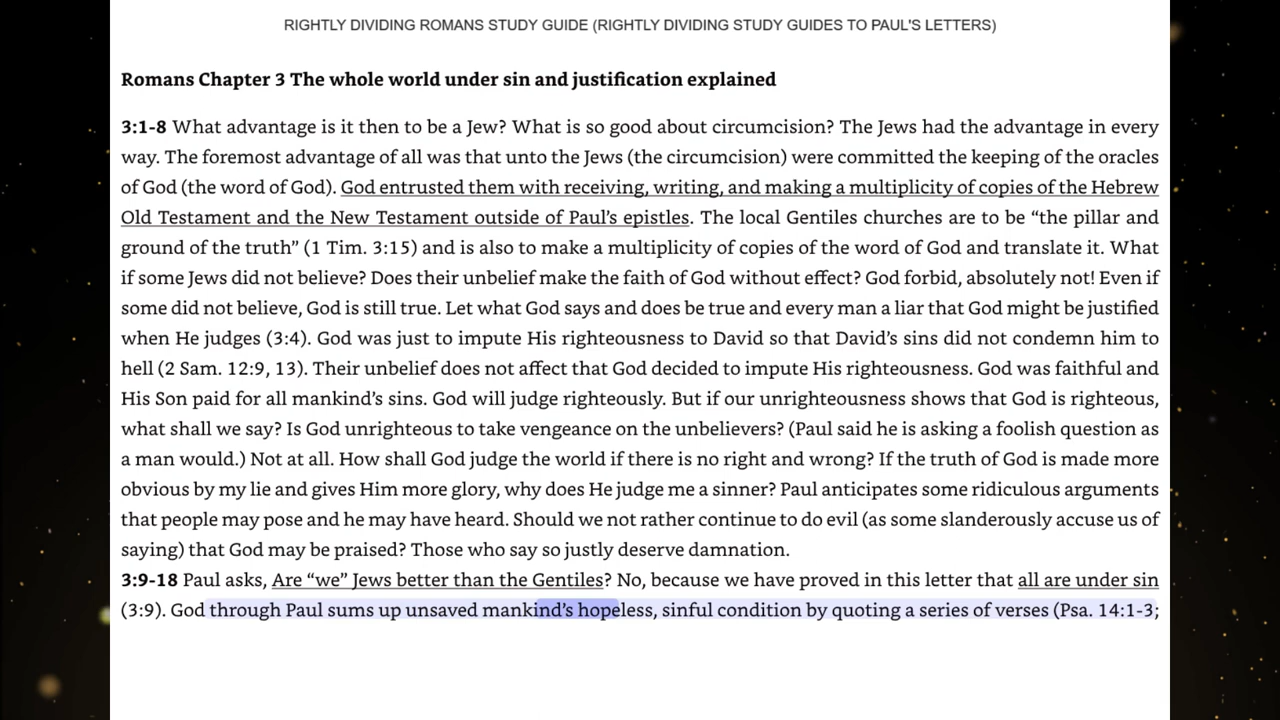 RIGHTLY DIVIDING ROMANS STUDY GUIDE (RIGHTLY DIVIDING STUDY GUIDES TO PAUL'S LETTERS)
Romans Chapter 3 The whole world under sin and justification explained
3:1-8 What advantage is it then to be a Jew? What is so good about circumcision? The Jews had the advantage in every
way. The foremost advantage of all was that unto the Jews (the circumcision) were committed the keeping of the oracles
of God (the word of God). God entrusted them with receiving, writing, and making a multiplicity of copies of the Hebrew
Old Testament and the New Testament outside of Paul’s epistles. The local Gentiles churches are to be “the pillar and
ground of the truth” (1 Tim. 3:15) and is also to make a multiplicity of copies of the word of God and translate it. What
if some Jews did not believe? Does their unbelief make the faith of God without effect? God forbid, absolutely not! Even if
some did not believe, God is still true. Let what God says and does be true and every man a liar that God might be justified
when He judges (3:4). God was just to impute His righteousness to David so that David’s sins did not condemn him to
hell (2 Sam. 12:9, 13). Their unbelief does not affect that God decided to impute His righteousness. God was faithful and
His Son paid for all mankind’s sins. God will judge righteously. But if our unrighteousness shows that God is righteous,
what shall we say? Is God unrighteous to take vengeance on the unbelievers? (Paul said he is asking a foolish question as
a man would.) Not at all. How shall God judge the world if there is no right and wrong? If the truth of God is made more
obvious by my lie and gives Him more glory, why does He judge me a sinner? Paul anticipates some ridiculous arguments
that people may pose and he may have heard. Should we not rather continue to do evil (as some slanderously accuse us of
saying) that God may be praised? Those who say so justly deserve damnation.
3:9-18 Paul asks, Are “we” Jews better than the Gentiles? No, because we have proved in this letter that all are under sin
(3:9). God through Paul sums up unsaved mankind’s hopeless, sinful condition by quoting a series of verses (Psa. 14:1-3;